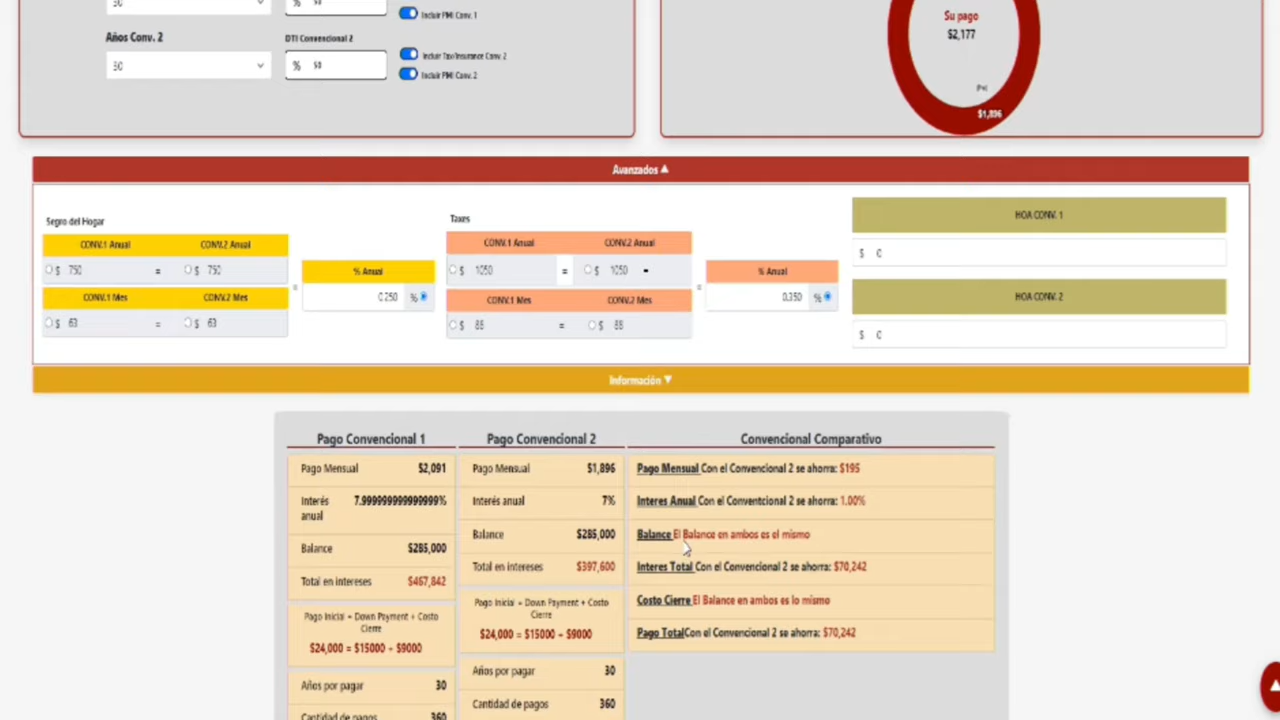 30
% 50
Incluir PMI Conv. 1
Años Conv. 2
DTI Convencional 2
30
% 50
Incluir Tax/Insurance Conv. 2
Incluir PMI Conv. 2
Su pago
$2,177
P+I
$1,896
Avanzados ▲
Segro del Hogar
CONV.1 Anual CONV.2 Anual
$ 750 = $ 750
CONV.1 Mes CONV.2 Mes
$ 63 = $ 63
=
% Anual
0.250 %
Taxes
CONV.1 Anual CONV.2 Anual
$ 1050 = $ 1050
CONV.1 Mes CONV.2 Mes
$ 88 = $ 88
=
% Anual
0.350 %
HOA CONV. 1
$ 0
HOA CONV. 2
$ 0
Información ▼
Pago Convencional 1
Pago Mensual $2,091
Interés anual 7.999999999999999%
Balance $285,000
Total en intereses $467,842
Pago Inicial = Down Payment + Costo
Cierre
$24,000 = $15000 + $9000
Años por pagar 30
Cantidad de pagos 360
Pago Convencional 2
Pago Mensual $1,896
Interés anual 7%
Balance $285,000
Total en intereses $397,600
Pago Inicial = Down Payment + Costo
Cierre
$24,000 = $15000 + $9000
Años por pagar 30
Cantidad de pagos 360
Convencional Comparativo
Pago Mensual Con el Convencional 2 se ahorra: $195
Interes Anual Con el Conventcional 2 se ahorra: 1.00%
Balance El Balance en ambos es el mismo
Interes Total Con el Convencional 2 se ahorra: $70,242
Costo Cierre El Balance en ambos es lo mismo
Pago TotalCon el Convencional 2 se ahorra: $70,242